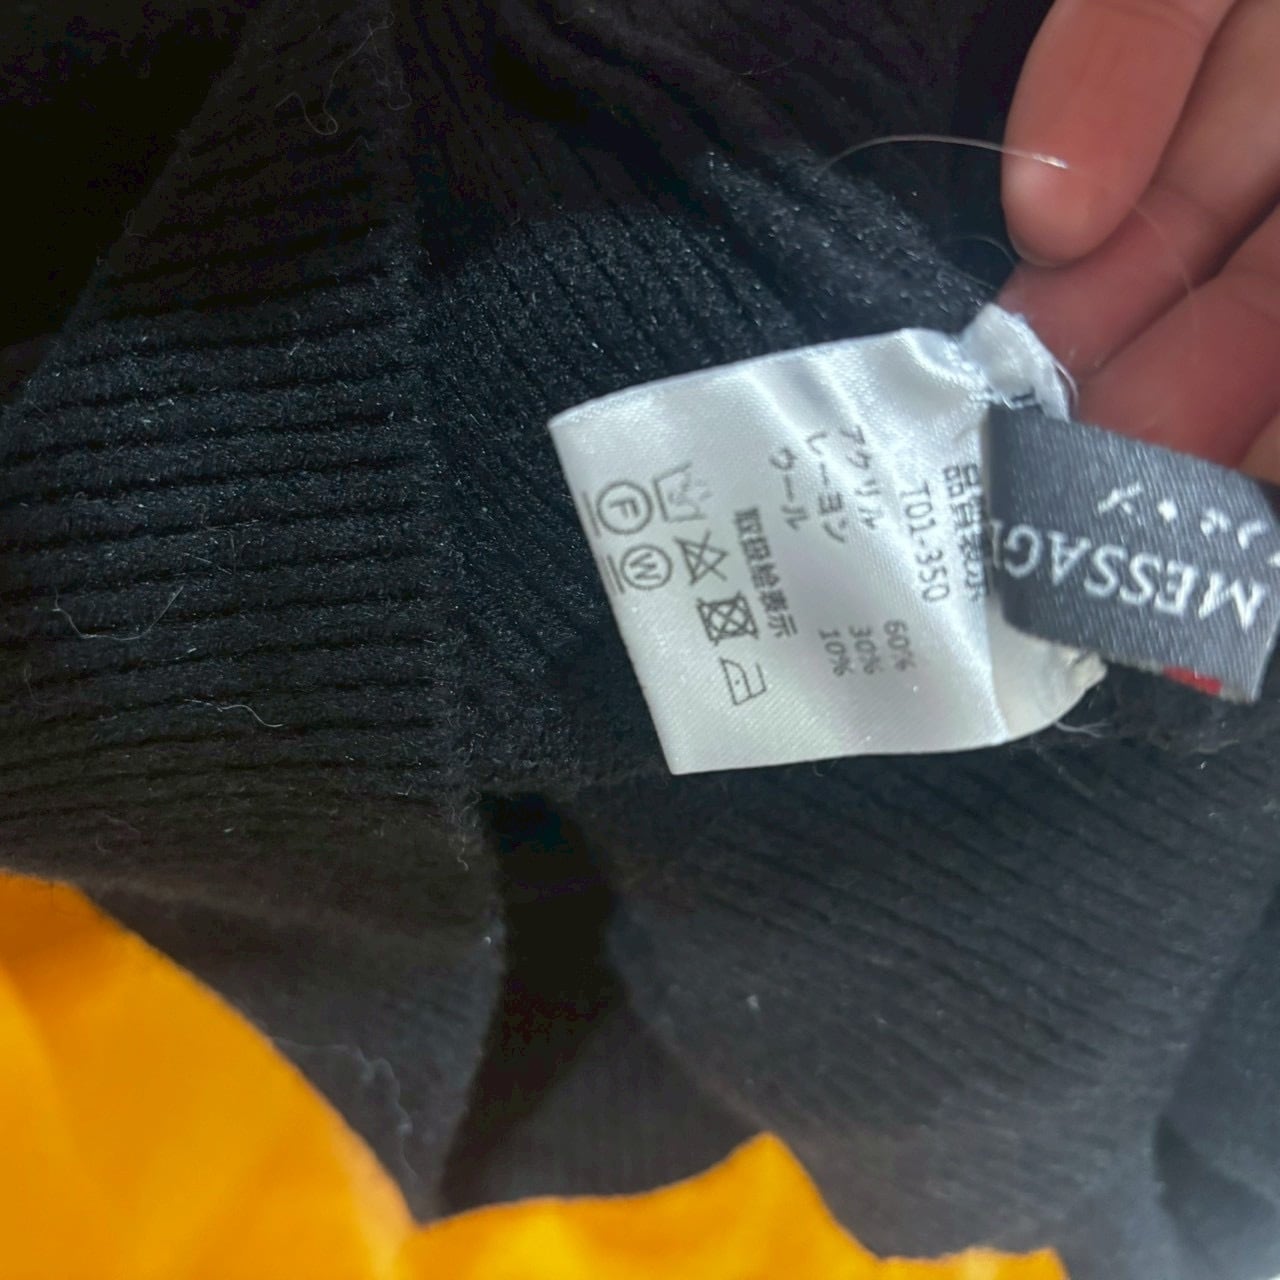 品質表示
T01-350
アクリル 60%
レーヨン 30%
ウール 10%
取扱絵表示
F W
MESSAG